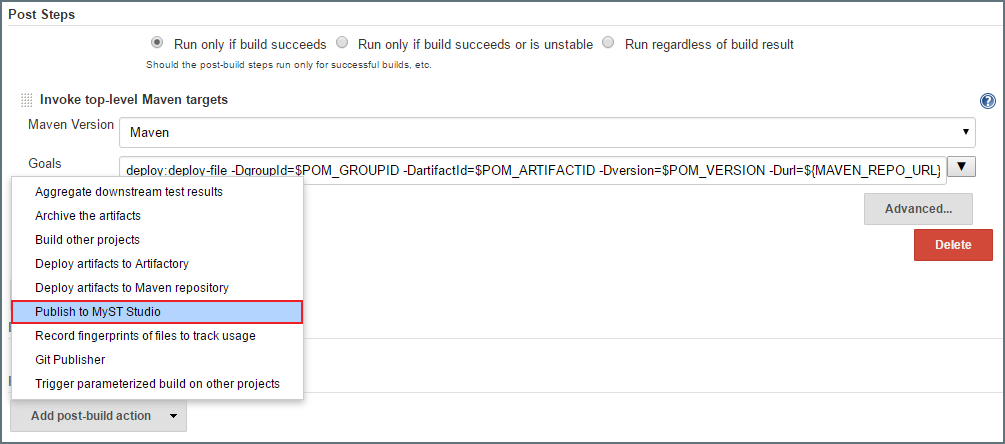 Post Steps
Run only if build succeeds Run only if build succeeds or is unstable Run regardless of build result
Should the post-build steps run only for successful builds, etc.
Invoke top-level Maven targets
Maven Version
Maven
Goals
deploy:deploy-file -DgroupId=$POM_GROUPID -DartifactId=$POM_ARTIFACTID -Dversion=$POM_VERSION -Durl=${MAVEN_REPO_URL}
Advanced...
Delete
Aggregate downstream test results
Archive the artifacts
Build other projects
Deploy artifacts to Artifactory
Deploy artifacts to Maven repository
Publish to MyST Studio
Record fingerprints of files to track usage
Git Publisher
Trigger parameterized build on other projects
Add post-build action